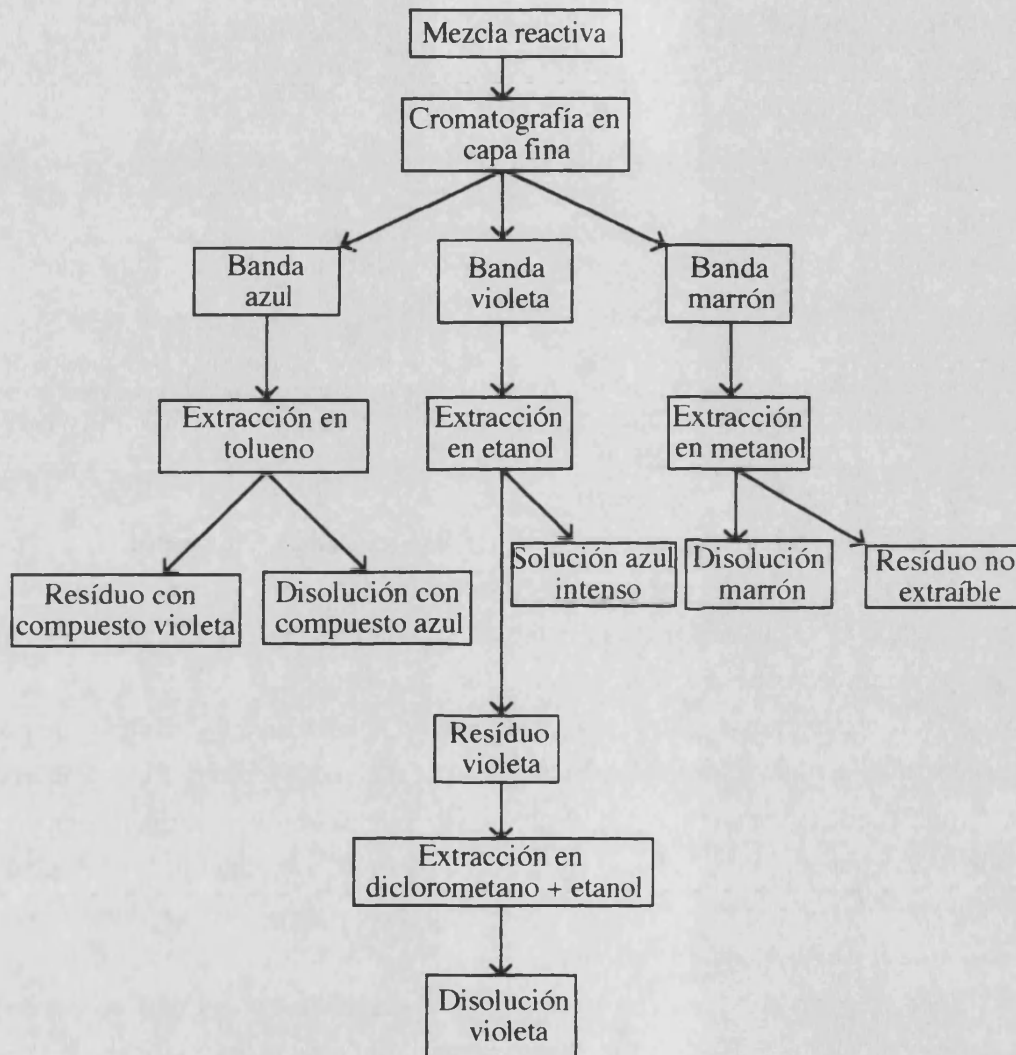 Mezcla reactiva
Cromatografía en
capa fina
Banda
azul
Banda
violeta
Banda
marrón
Extracción en
tolueno
Extracción
en etanol
Extracción
en metanol
Resíduo con
compuesto violeta
Disolución con
compuesto azul
Solución azul
intenso
Disolución
marrón
Resíduo no
extraíble
Resíduo
violeta
Extracción en
diclorometano + etanol
Disolución
violeta